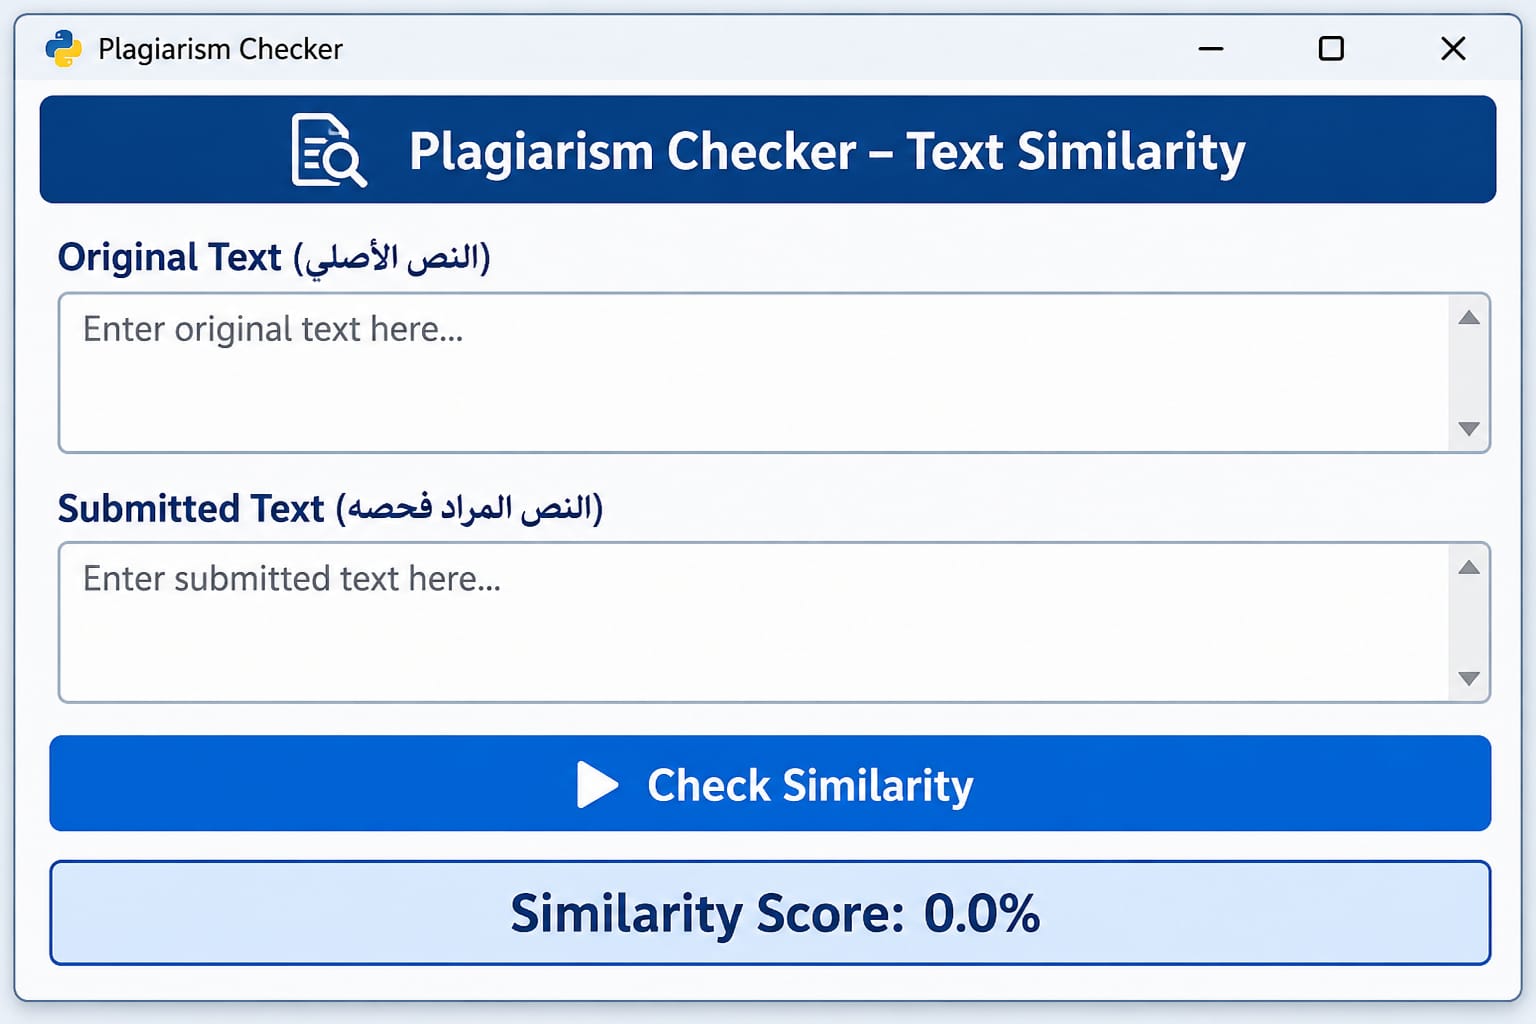 Plagiarism Checker
Plagiarism Checker – Text Similarity
Original Text (النص الأصلي)
Enter original text here...
Submitted Text (النص المراد فحصه)
Enter submitted text here...
Check Similarity
Similarity Score: 0.0%